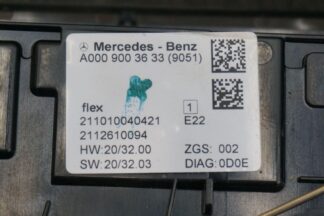 Mercedes - Benz
A000 900 36 33 (9051)
flex 1
211010040421 E22
2112610094
HW:20/32.00 ZGS: 002
SW:20/32.03 DIAG:0D0E